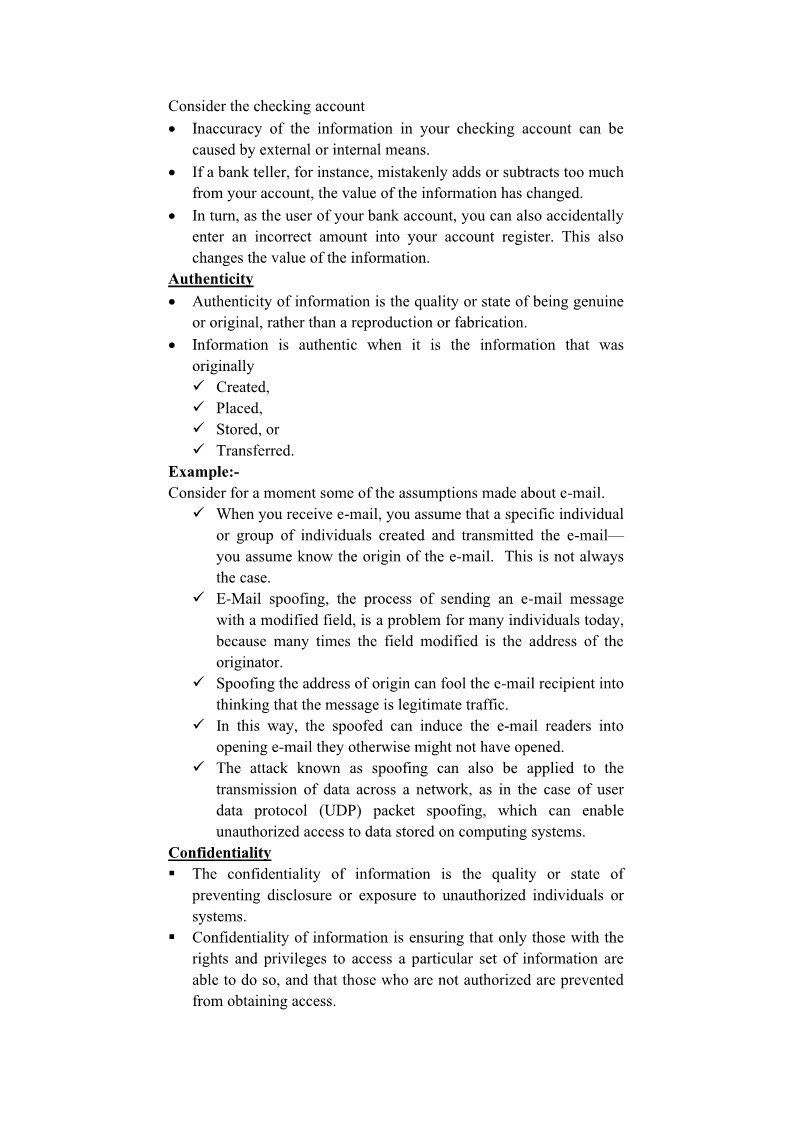 Consider the checking account
• Inaccuracy of the information in your checking account can be
caused by external or internal means.
• If a bank teller, for instance, mistakenly adds or subtracts too much
from your account, the value of the information has changed.
• In turn, as the user of your bank account, you can also accidentally
enter an incorrect amount into your account register. This also
changes the value of the information.
Authenticity
• Authenticity of information is the quality or state of being genuine
or original, rather than a reproduction or fabrication.
• Information is authentic when it is the information that was
originally
✓ Created,
✓ Placed,
✓ Stored, or
✓ Transferred.
Example:-
Consider for a moment some of the assumptions made about e-mail.
✓ When you receive e-mail, you assume that a specific individual
or group of individuals created and transmitted the e-mail—
you assume know the origin of the e-mail. This is not always
the case.
✓ E-Mail spoofing, the process of sending an e-mail message
with a modified field, is a problem for many individuals today,
because many times the field modified is the address of the
originator.
✓ Spoofing the address of origin can fool the e-mail recipient into
thinking that the message is legitimate traffic.
✓ In this way, the spoofed can induce the e-mail readers into
opening e-mail they otherwise might not have opened.
✓ The attack known as spoofing can also be applied to the
transmission of data across a network, as in the case of user
data protocol (UDP) packet spoofing, which can enable
unauthorized access to data stored on computing systems.
Confidentiality
▪ The confidentiality of information is the quality or state of
preventing disclosure or exposure to unauthorized individuals or
systems.
▪ Confidentiality of information is ensuring that only those with the
rights and privileges to access a particular set of information are
able to do so, and that those who are not authorized are prevented
from obtaining access.